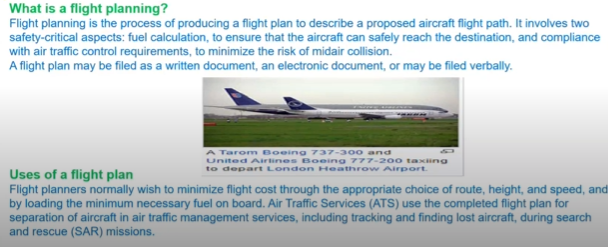 What is a flight planning?
Flight planning is the process of producing a flight plan to describe a proposed aircraft flight path. It involves two
safety-critical aspects: fuel calculation, to ensure that the aircraft can safely reach the destination, and compliance
with air traffic control requirements, to minimize the risk of midair collision.
A flight plan may be filed as a written document, an electronic document, or may be filed verbally.
A Tarom Boeing 737-300 and
United Airlines Boeing 777-200 taxiing
to depart London Heathrow Airport.
Uses of a flight plan
Flight planners normally wish to minimize flight cost through the appropriate choice of route, height, and speed, and
by loading the minimum necessary fuel on board. Air Traffic Services (ATS) use the completed flight plan for
separation of aircraft in air traffic management services, including tracking and finding lost aircraft, during search
and rescue (SAR) missions.